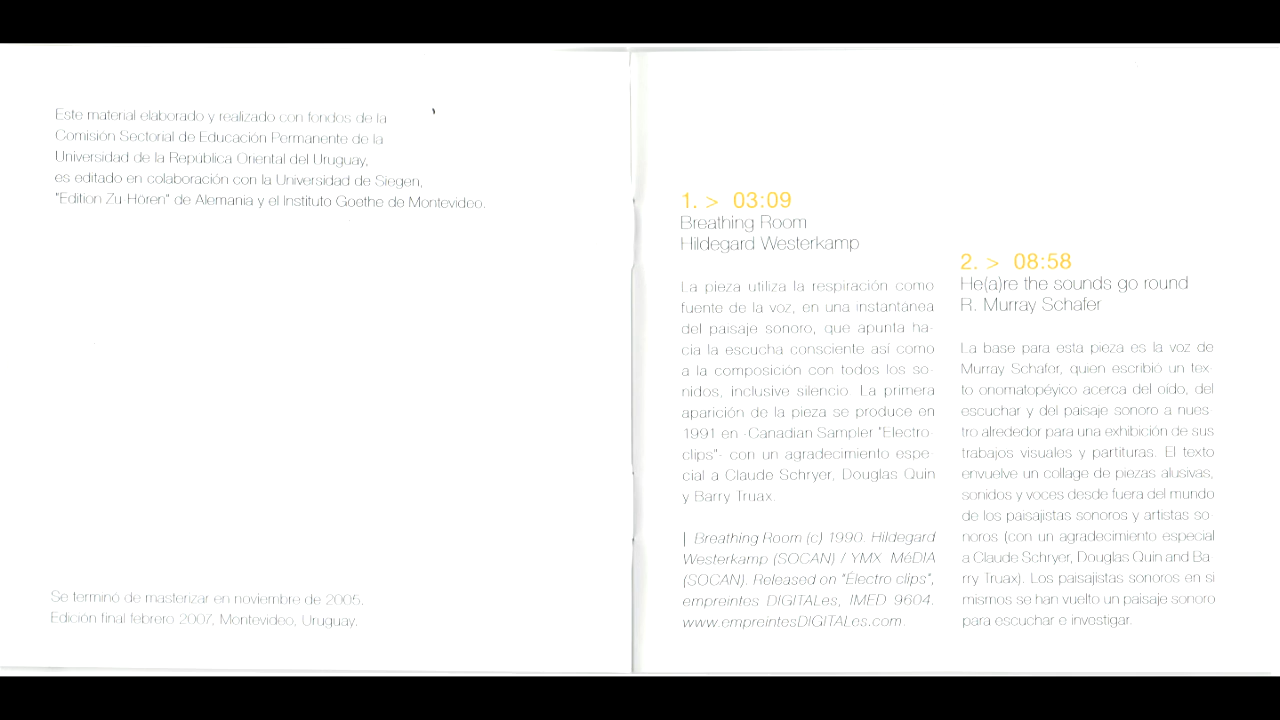 Este material elaborado y realizado con fondos de la
Comisión Sectorial de Educación Permanente de la
Universidad de la República Oriental del Uruguay,
es editado en colaboración con la Universidad de Siegen,
"Edition Zu Hören" de Alemania y el Instituto Goethe de Montevideo.
Se terminó de masterizar en noviembre de 2005.
Edición final febrero 2007, Montevideo, Uruguay.
1. > 03:09
Breathing Room
Hildegard Westerkamp
La pieza utiliza la respiración como
fuente de la voz, en una instantánea
del paisaje sonoro, que apunta ha-
cia la escucha consciente así como
a la composición con todos los so-
nidos, inclusive silencio. La primera
aparición de la pieza se produce en
1991 en -Canadian Sampler "Electro-
clips"- con un agradecimiento espe-
cial a Claude Schryer, Douglas Quin
y Barry Truax.
| Breathing Room (c) 1990. Hildegard
Westerkamp (SOCAN) / YMX MéDIA
(SOCAN). Released on "Électro clips",
empreintes DIGITALes, IMED 9604.
www.empreintesDIGITALes.com.
2. > 08:58
He(a)re the sounds go round
R. Murray Schafer
La base para esta pieza es la voz de
Murray Schafer, quien escribió un tex-
to onomatopéyico acerca del oído, del
escuchar y del paisaje sonoro a nues-
tro alrededor para una exhibición de sus
trabajos visuales y partituras. El texto
envuelve un collage de piezas alusivas,
sonidos y voces desde fuera del mundo
de los paisajistas sonoros y artistas so-
noros (con un agradecimiento especial
a Claude Schryer, Douglas Quin and Ba-
rry Truax). Los paisajistas sonoros en si
mismos se han vuelto un paisaje sonoro
para escuchar e investigar.